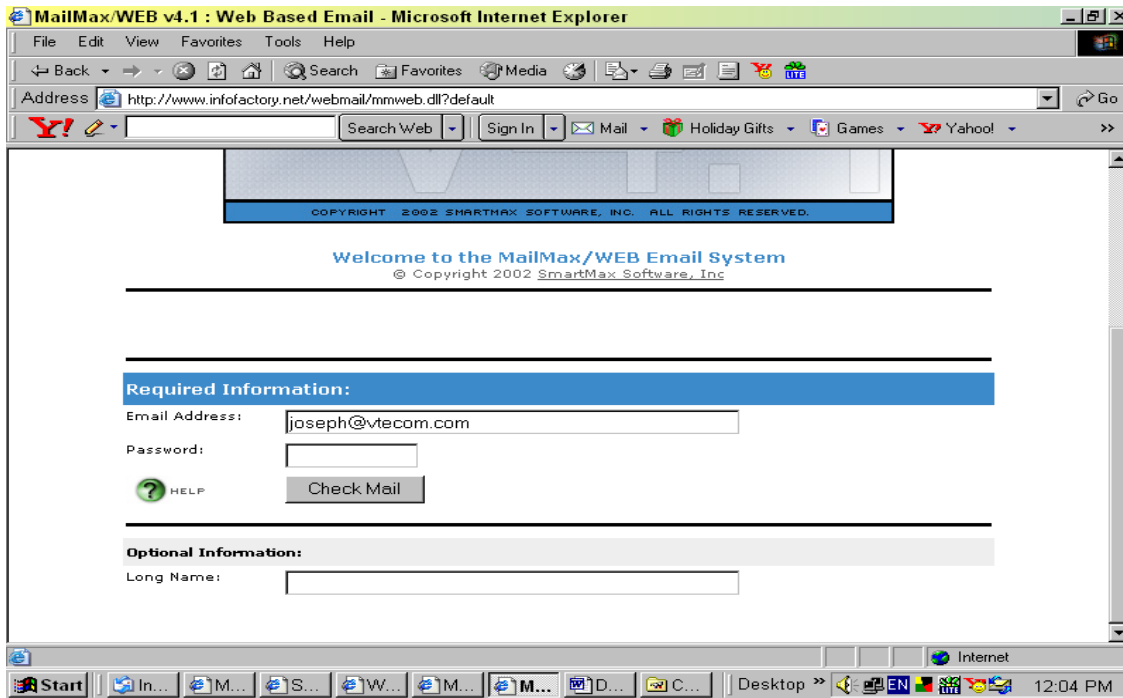 MailMax/WEB v4.1 : Web Based Email - Microsoft Internet Explorer
File Edit View Favorites Tools Help
Back Search Favorites Media
Address http://www.infofactory.net/webmail/mmweb.dll?default Go
Y! Search Web Sign In Mail Holiday Gifts Games Yahoo! »
COPYRIGHT 2002 SMARTMAX SOFTWARE, INC. ALL RIGHTS RESERVED.
Welcome to the MailMax/WEB Email System
© Copyright 2002 SmartMax Software, Inc
Required Information:
Email Address: joseph@vtecom.com
Password:
? HELP Check Mail
Optional Information:
Long Name:
Internet
Start In... M... S... W... M... M... D... C... Desktop » EN 12:04 PM